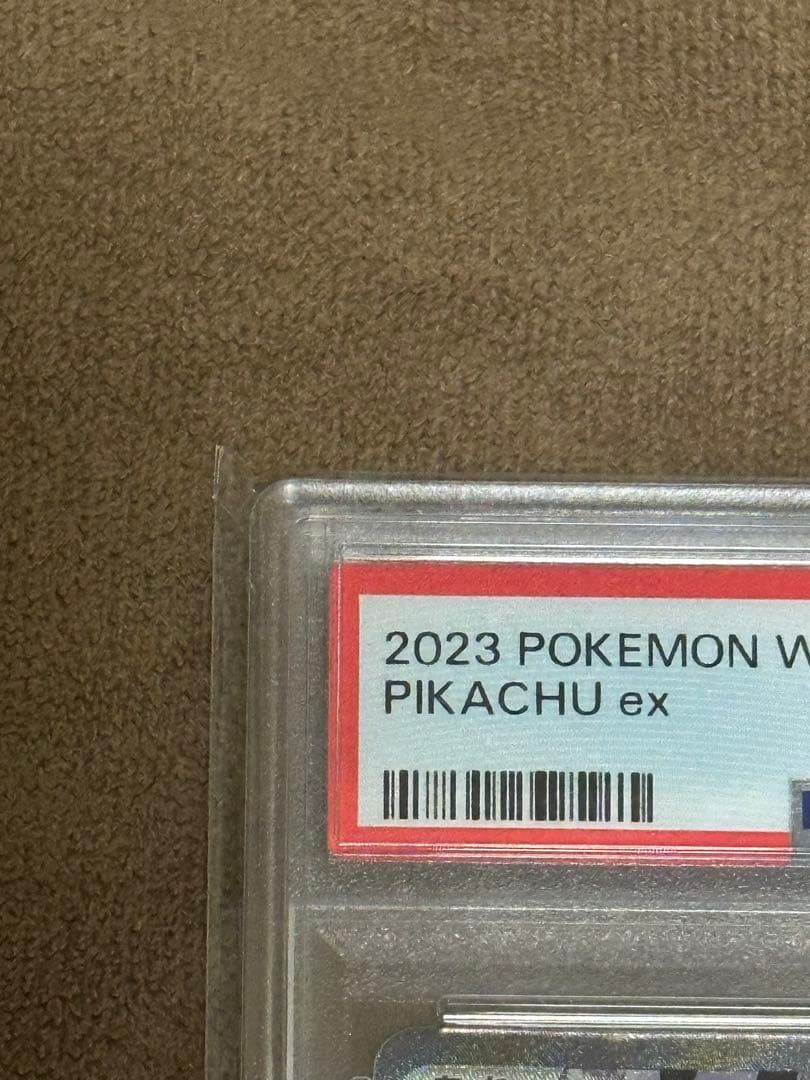 2023 POKEMON W
PIKACHU ex